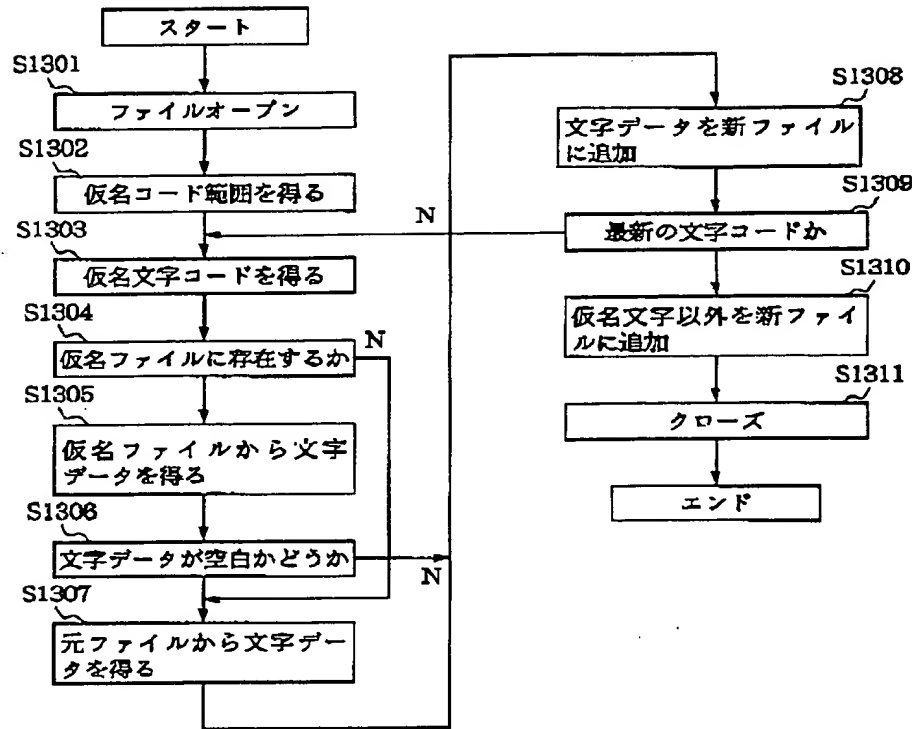 スタート
S1301
ファイルオープン
S1302
仮名コード範囲を得る
S1303
仮名文字コードを得る
S1304
仮名ファイルに存在するか
N
S1305
仮名ファイルから文字
データを得る
S1306
文字データが空白かどうか
N
S1307
元ファイルから文字デー
タを得る
S1308
文字データを新ファイル
に追加
S1309
N
最新の文字コードか
S1310
仮名文字以外を新ファイ
ルに追加
S1311
クローズ
エンド